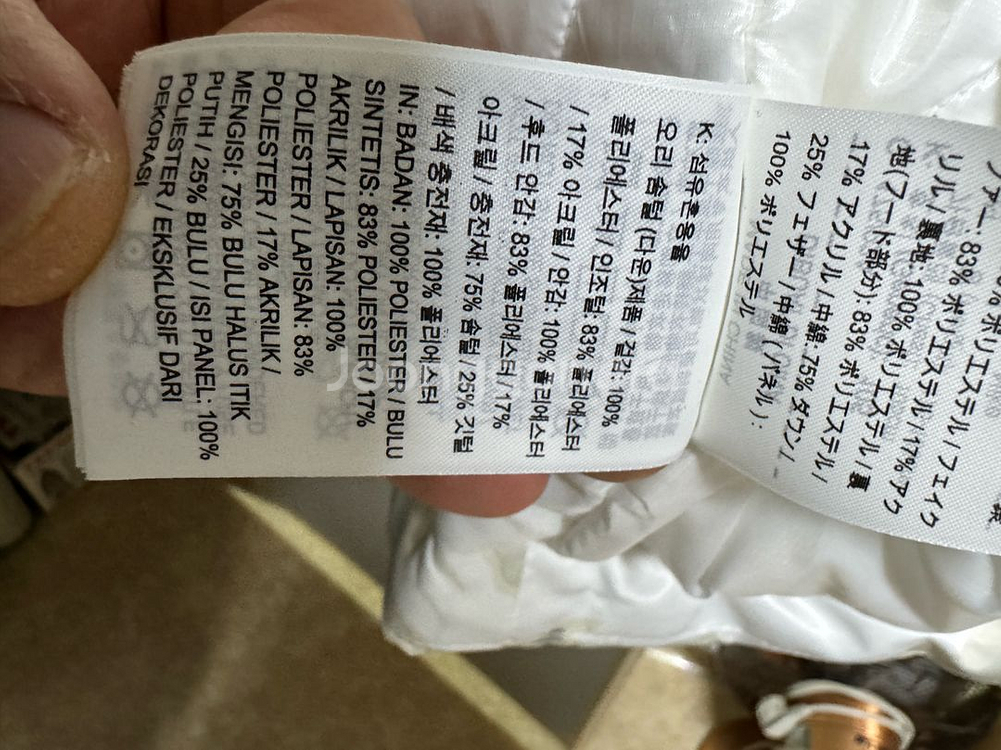 % ポリエステル / フェイク
ファー: 83% ポリエステル / 17% アク
リル / 裏地: 100% ポリエステル / 裏
地(フード部分): 83% ポリエステル /
17% アクリル / 中綿: 75% ダウン /
25% フェザー / 中綿 (パネル) :
100% ポリエステル
K: 섬유혼용율
오리 솜털 (다운)제품 / 겉감: 100%
폴리에스터 / 인조털: 83% 폴리에스터
/ 17% 아크릴 / 안감: 100% 폴리에스터
/ 후드 안감: 83% 폴리에스터 / 17%
아크릴 / 충전재: 75% 솜털 / 25% 깃털
/ 배색 충전재: 100% 폴리에스터
IN: BADAN: 100% POLIESTER / BULU
SINTETIS: 83% POLIESTER / 17%
AKRILIK / LAPISAN: 100%
POLIESTER / LAPISAN: 83%
POLIESTER / 17% AKRILIK /
MENGISI: 75% BULU HALUS ITIK
PUTIH / 25% BULU / ISI PANEL: 100%
POLIESTER / EKSKLUSIF DARI
DEKORASI